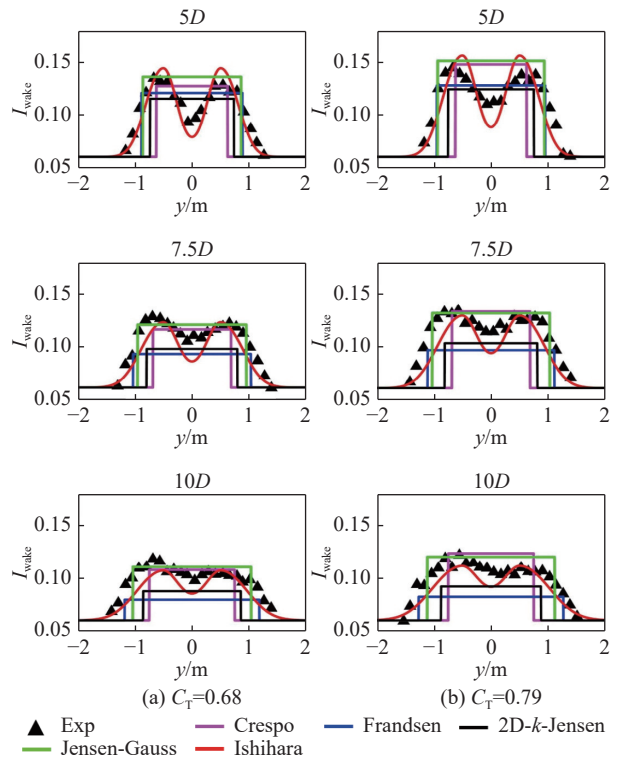 5D
5D
0.15
0.10
0.05
I_wake
−2 −1 0 1 2
y/m
0.15
0.10
0.05
I_wake
−2 −1 0 1 2
y/m
7.5D
7.5D
0.15
0.10
0.05
I_wake
−2 −1 0 1 2
y/m
0.15
0.10
0.05
I_wake
−2 −1 0 1 2
y/m
10D
10D
0.15
0.10
0.05
I_wake
−2 −1 0 1 2
y/m
0.15
0.10
0.05
I_wake
−2 −1 0 1 2
y/m
(a) C_T=0.68
(b) C_T=0.79
Exp Crespo Frandsen 2D-k-Jensen
Jensen-Gauss Ishihara